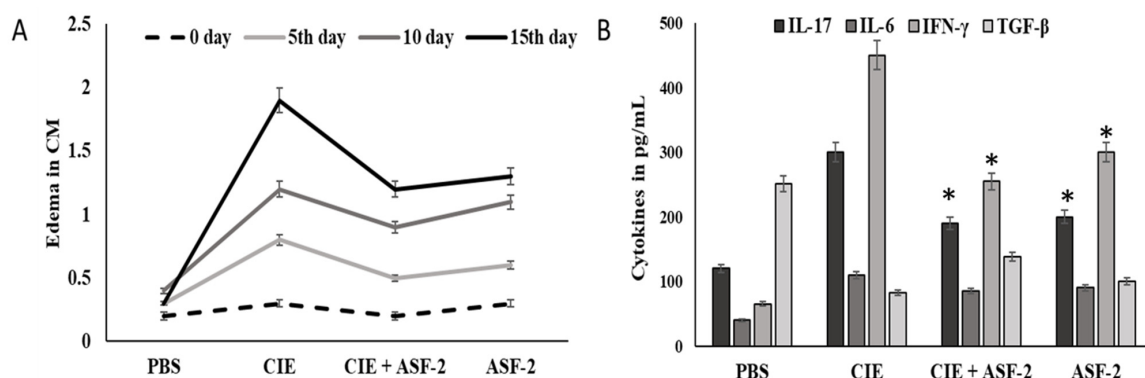 A
0 day 5th day 10 day 15th day
Edema in CM
2.5
2
1.5
1
0.5
0
PBS CIE CIE + ASF-2 ASF-2
B
IL-17 IL-6 IFN-γ TGF-β
Cytokines in pg/mL
500
400
300
200
100
0
* * * *
PBS CIE CIE + ASF-2 ASF-2